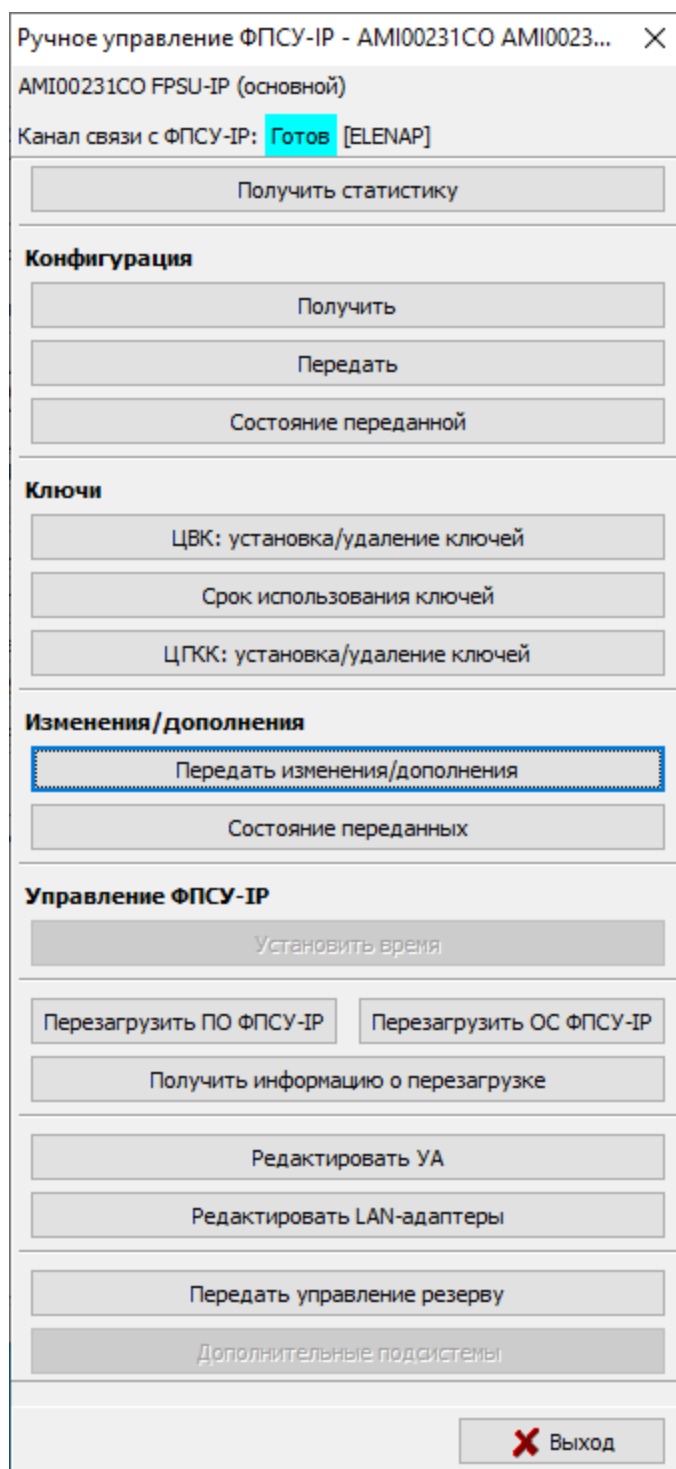 Ручное управление ФПСУ-IP - AMI00231CO AMI0023...
AMI00231CO FPSU-IP (основной)
Канал связи с ФПСУ-IP: Готов [ELENAP]
Получить статистику
Конфигурация
Получить
Передать
Состояние переданной
Ключи
ЦВК: установка/удаление ключей
Срок использования ключей
ЦГКК: установка/удаление ключей
Изменения/дополнения
Передать изменения/дополнения
Состояние переданных
Управление ФПСУ-IP
Установить время
Перезагрузить ПО ФПСУ-IP Перезагрузить ОС ФПСУ-IP
Получить информацию о перезагрузке
Редактировать УА
Редактировать LAN-адаптеры
Передать управление резерву
Дополнительные подсистемы
Выход